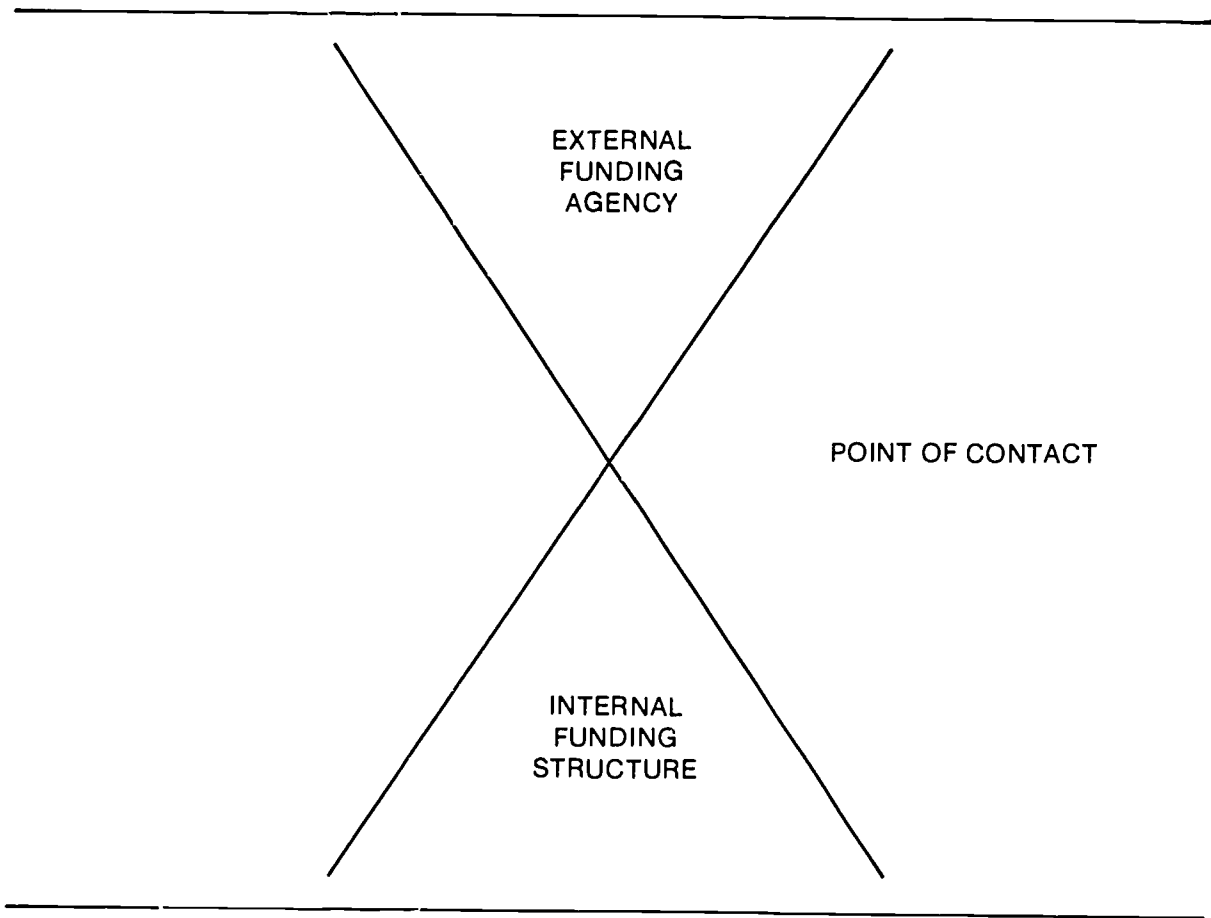 EXTERNAL
FUNDING
AGENCY
POINT OF CONTACT
INTERNAL
FUNDING
STRUCTURE